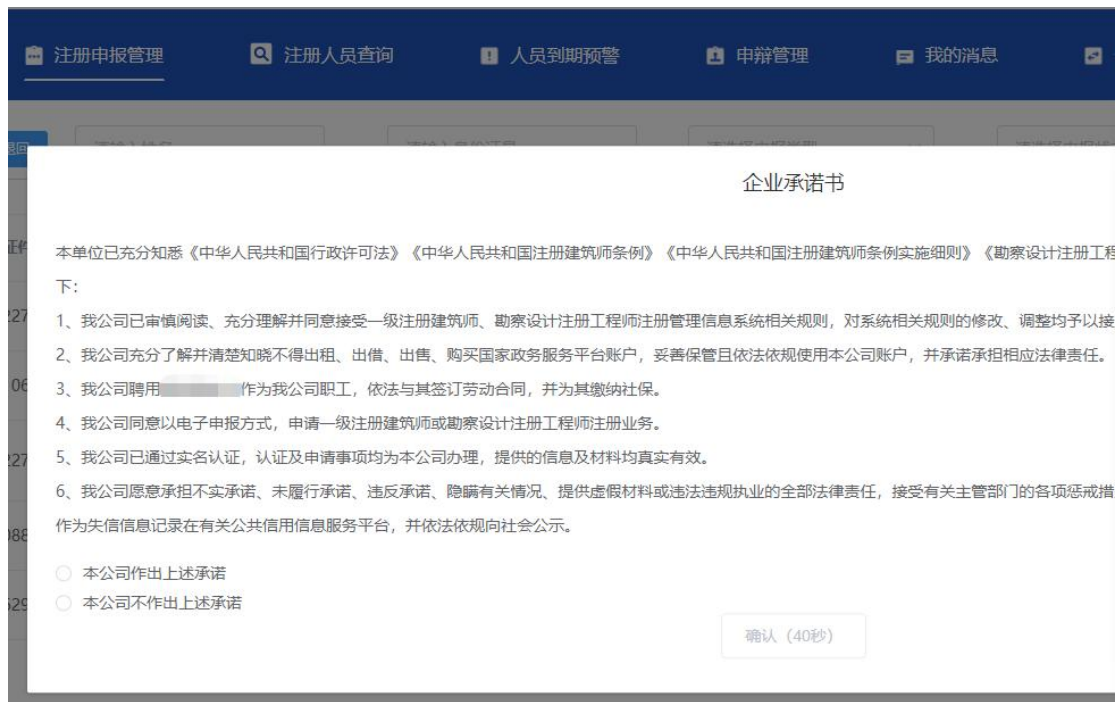 注册申报管理
注册人员查询
人员到期预警
申辩管理
我的消息
退回
证件
企业承诺书
本单位已充分知悉《中华人民共和国行政许可法》《中华人民共和国注册建筑师条例》《中华人民共和国注册建筑师条例实施细则》《勘察设计注册工程
下：
227
1、我公司已审慎阅读、充分理解并同意接受一级注册建筑师、勘察设计注册工程师注册管理信息系统相关规则，对系统相关规则的修改、调整均予以接
2、我公司充分了解并清楚知晓不得出租、出借、出售、购买国家政务服务平台账户，妥善保管且依法依规使用本公司账户，并承诺承担相应法律责任。
06
3、我公司聘用 作为我公司职工，依法与其签订劳动合同，并为其缴纳社保。
4、我公司同意以电子申报方式，申请一级注册建筑师或勘察设计注册工程师注册业务。
227
5、我公司已通过实名认证，认证及申请事项均为本公司办理，提供的信息及材料均真实有效。
6、我公司愿意承担不实承诺、未履行承诺、违反承诺、隐瞒有关情况、提供虚假材料或违法违规执业的全部法律责任，接受有关主管部门的各项惩戒措
作为失信信息记录在有关公共信用信息服务平台，并依法依规向社会公示。
088
本公司作出上述承诺
529
本公司不作出上述承诺
确认（40秒）